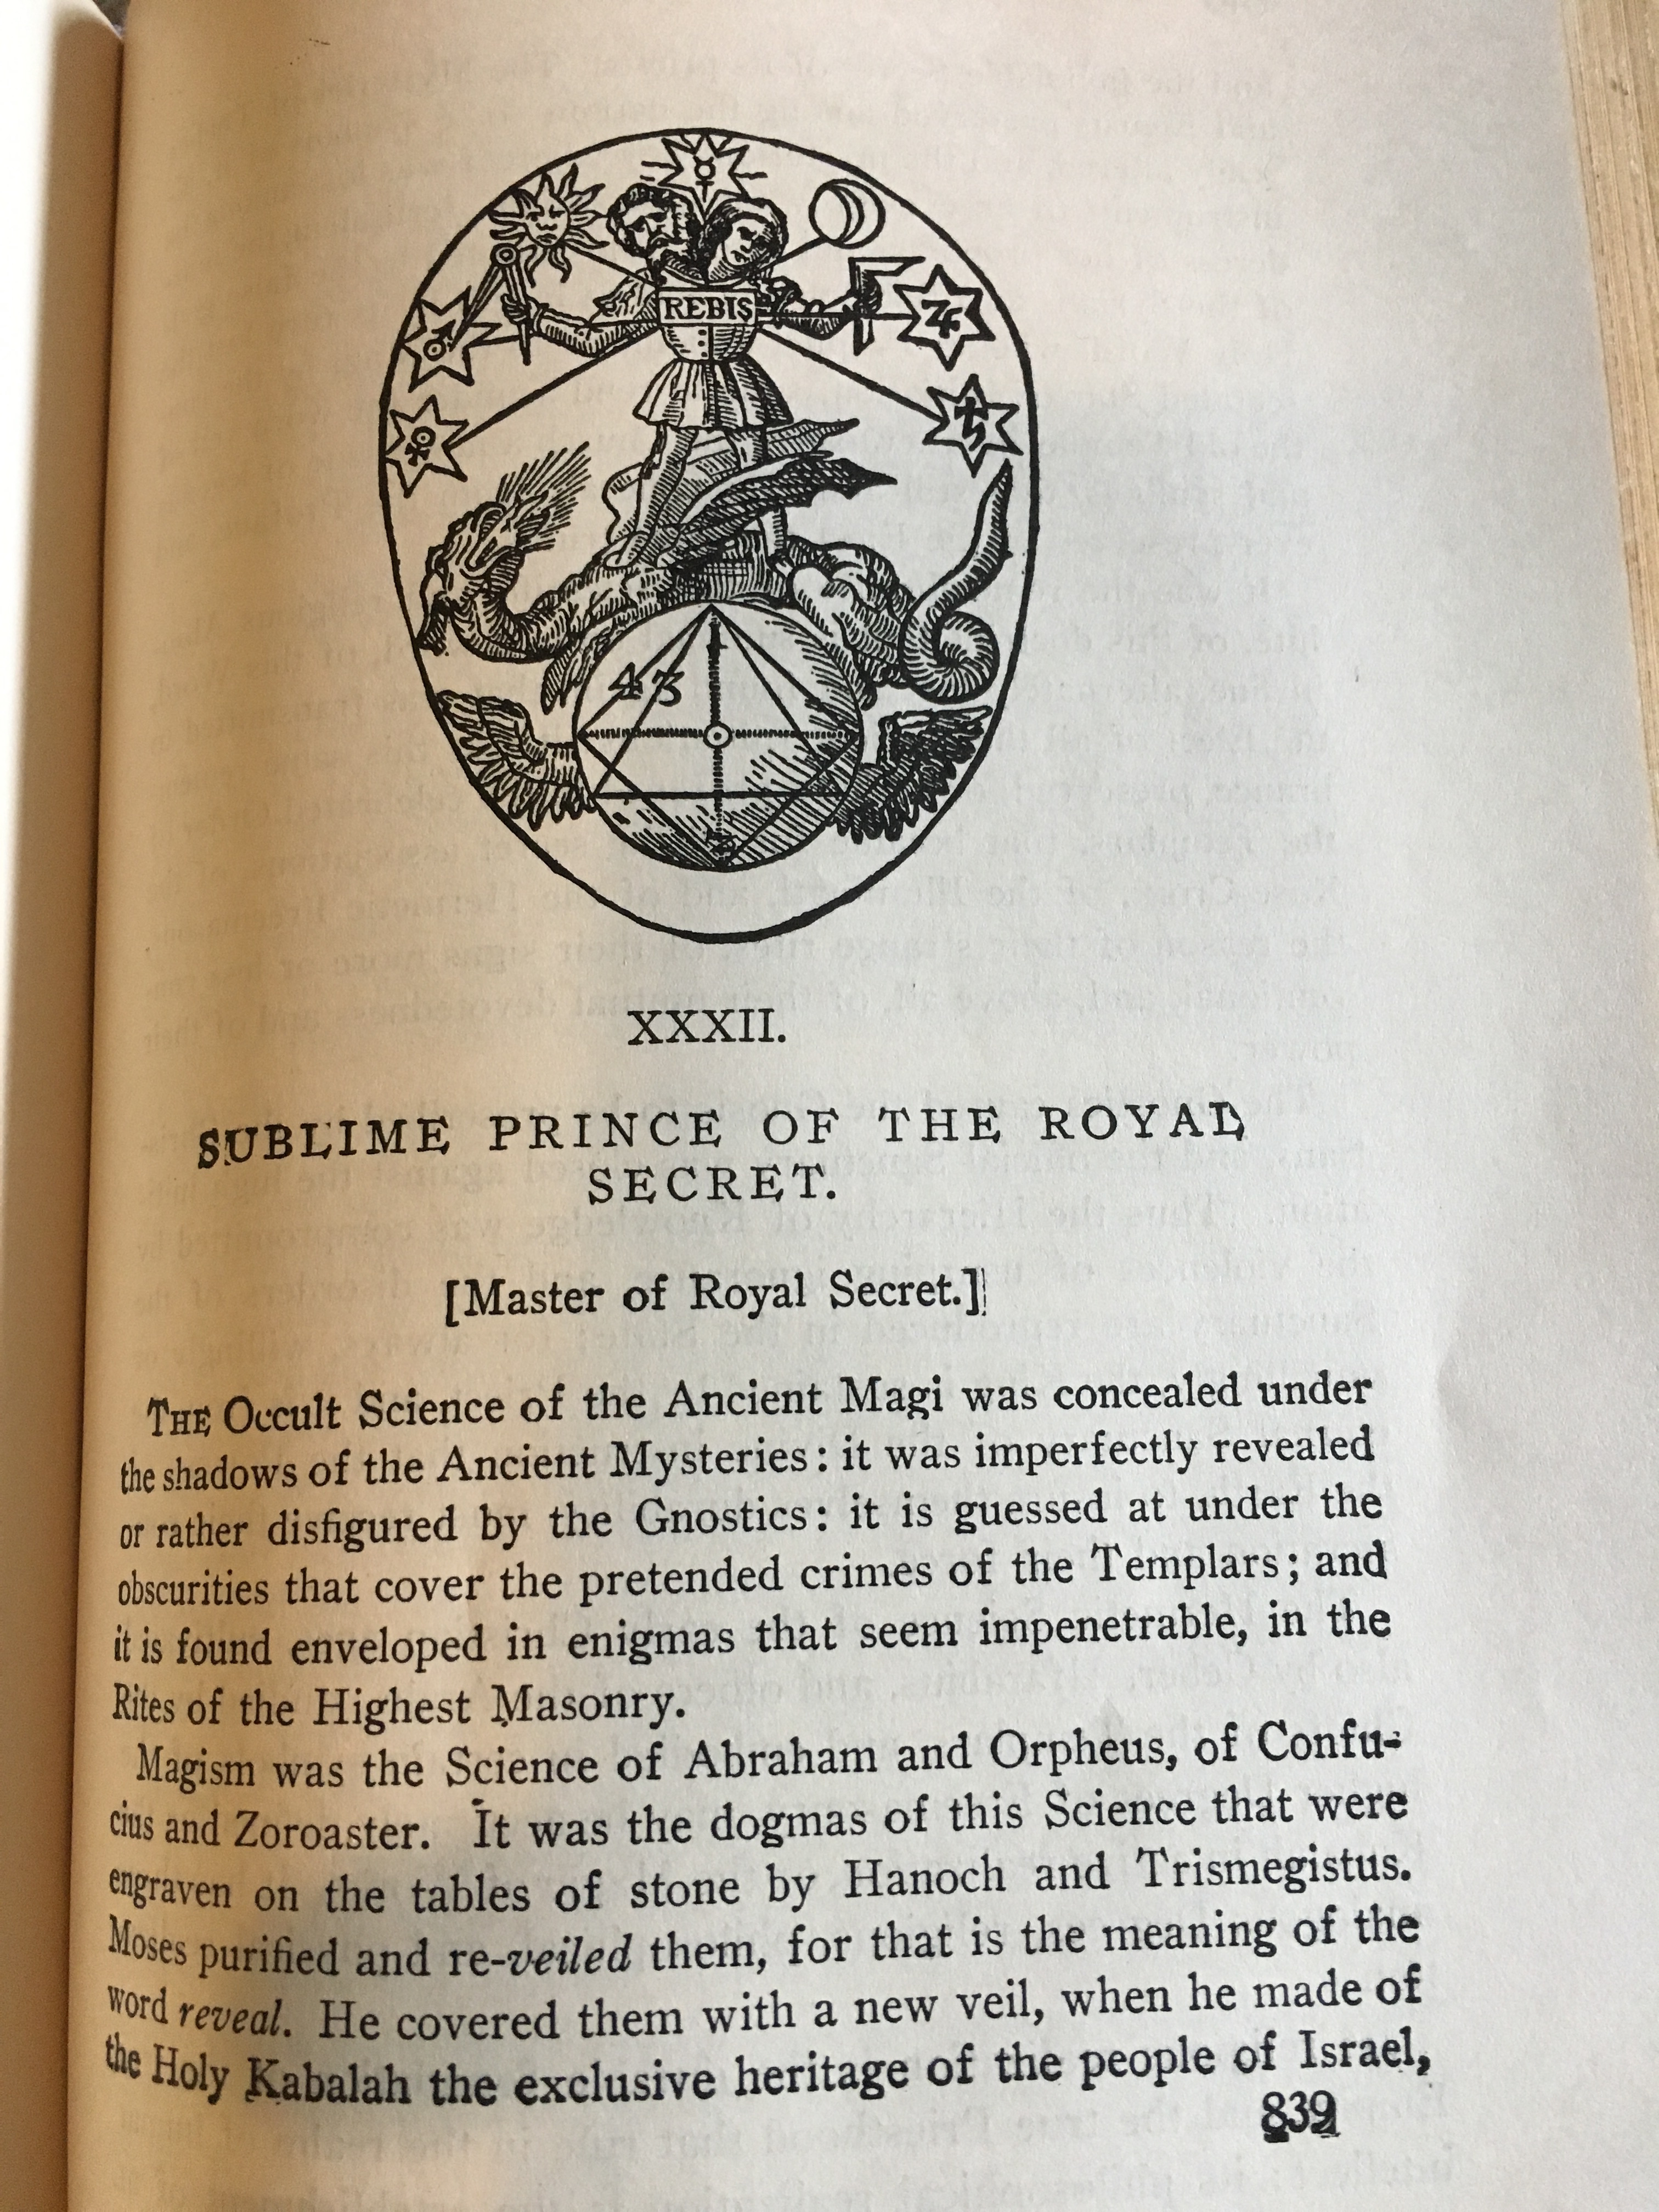 REBIS
4 3
XXXII.
SUBLIME PRINCE OF THE ROYAL
SECRET.
[Master of Royal Secret.]
THE Occult Science of the Ancient Magi was concealed under
the shadows of the Ancient Mysteries: it was imperfectly revealed
or rather disfigured by the Gnostics: it is guessed at under the
obscurities that cover the pretended crimes of the Templars; and
it is found enveloped in enigmas that seem impenetrable, in the
Rites of the Highest Masonry.
Magism was the Science of Abraham and Orpheus, of Confu-
cius and Zoroaster. It was the dogmas of this Science that were
engraven on the tables of stone by Hanoch and Trismegistus.
Moses purified and re-veiled them, for that is the meaning of the
word reveal. He covered them with a new veil, when he made of
the Holy Kabalah the exclusive heritage of the people of Israel,
839